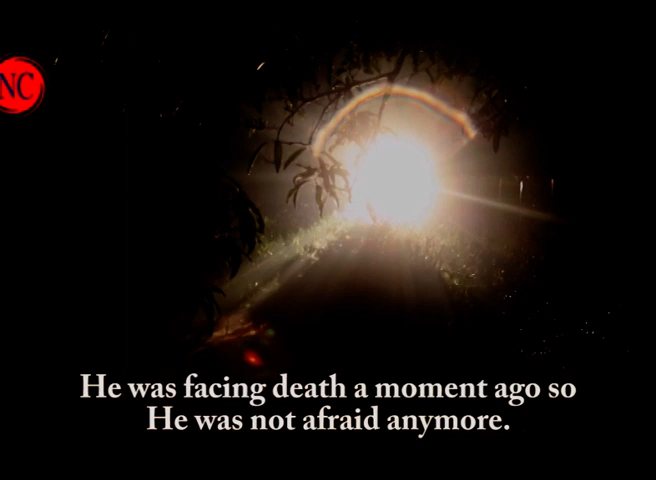 NC
He was facing death a moment ago so
He was not afraid anymore.